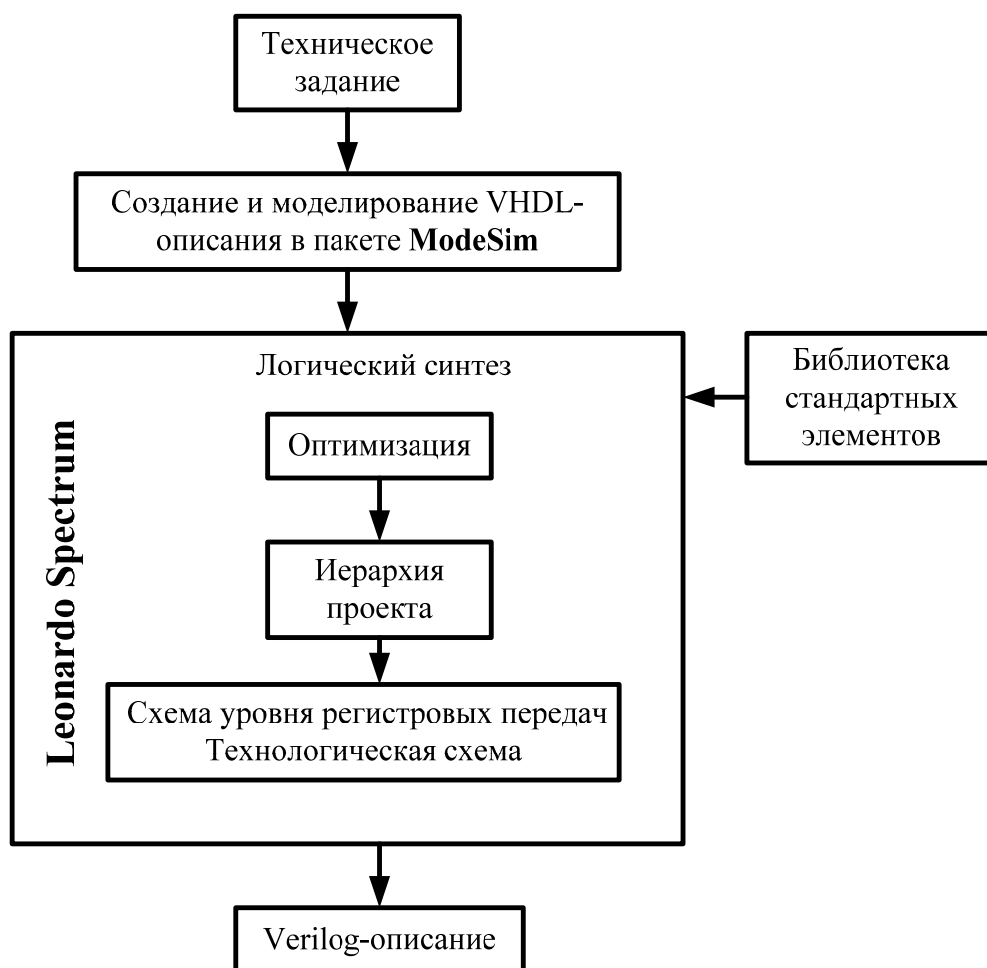 Техническое
задание
Создание и моделирование VHDL-
описания в пакете ModeSim
Логический синтез
Библиотека
стандартных
элементов
Leonardo Spectrum
Оптимизация
Иерархия
проекта
Схема уровня регистровых передач
Технологическая схема
Verilog-описание